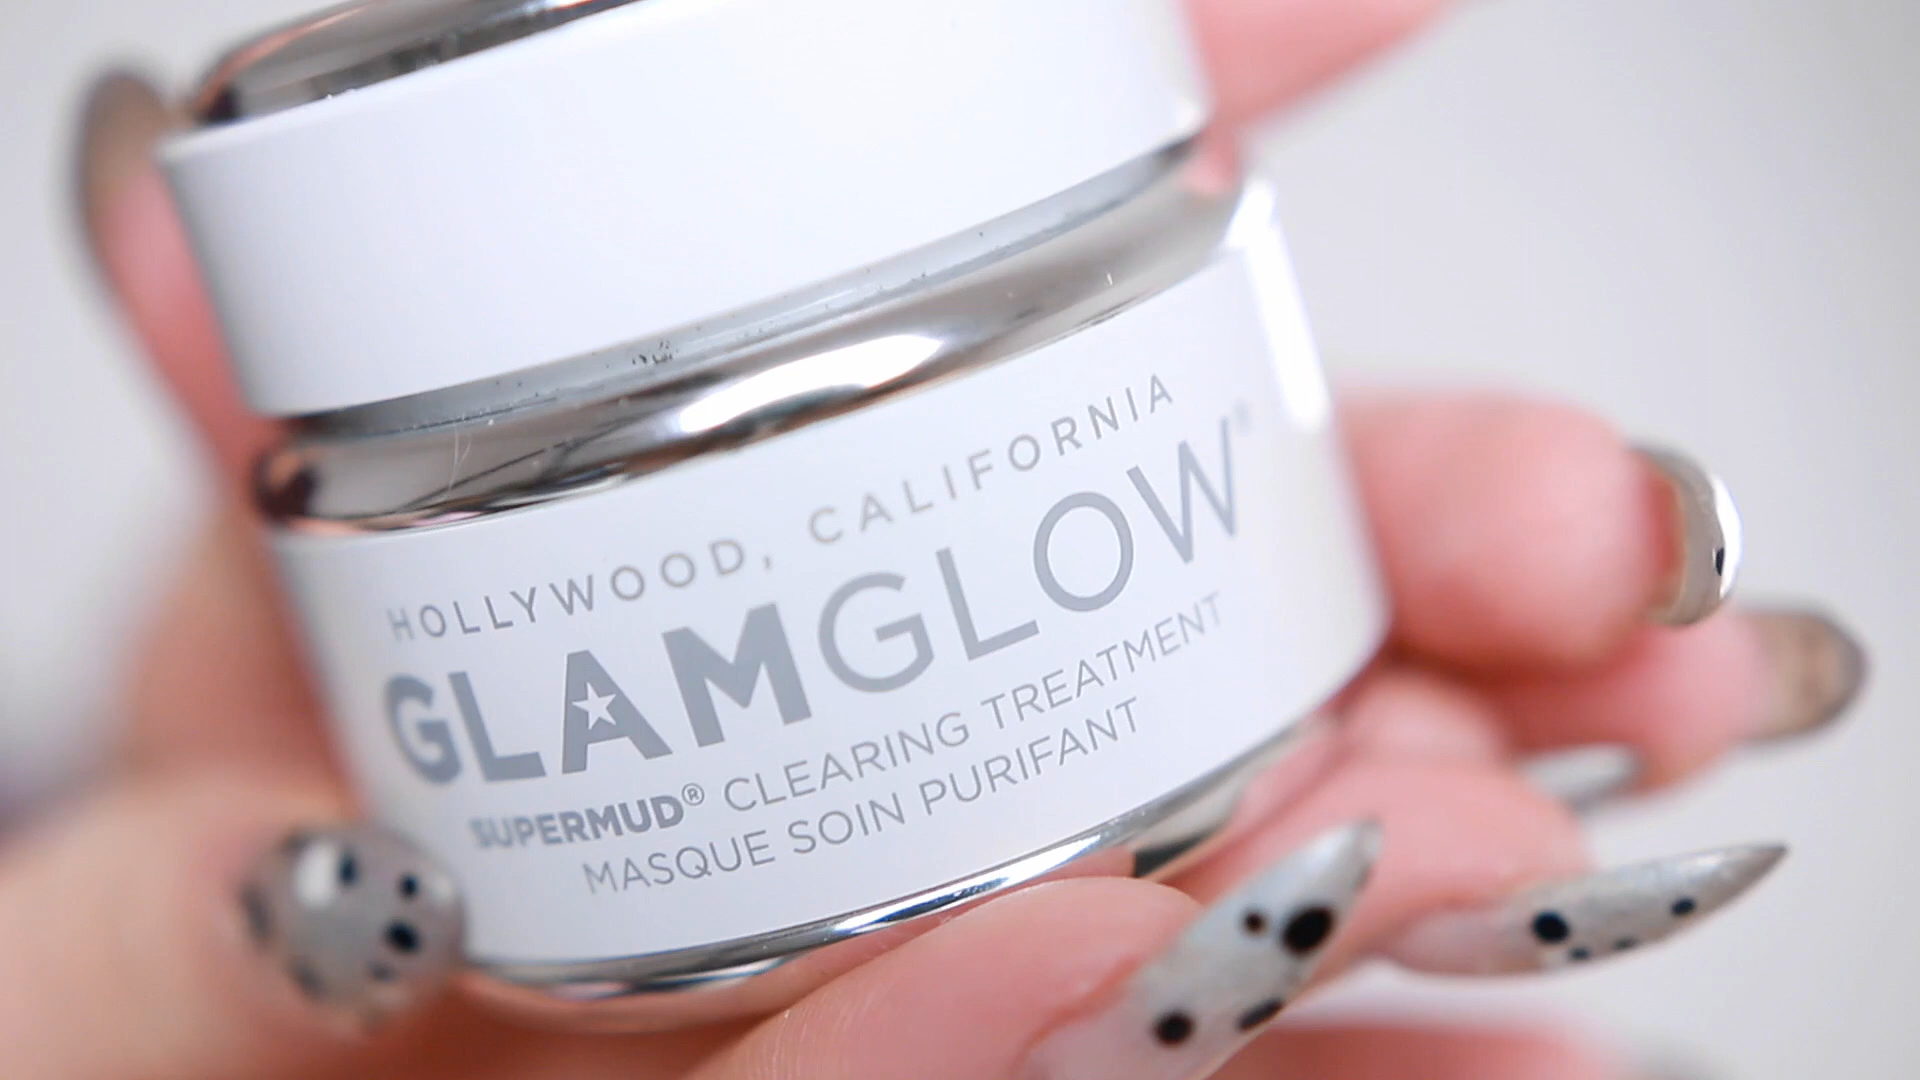 HOLLYWOOD, CALIFORNIA
GLAMGLOW®
SUPERMUD® CLEARING TREATMENT
MASQUE SOIN PURIFANT